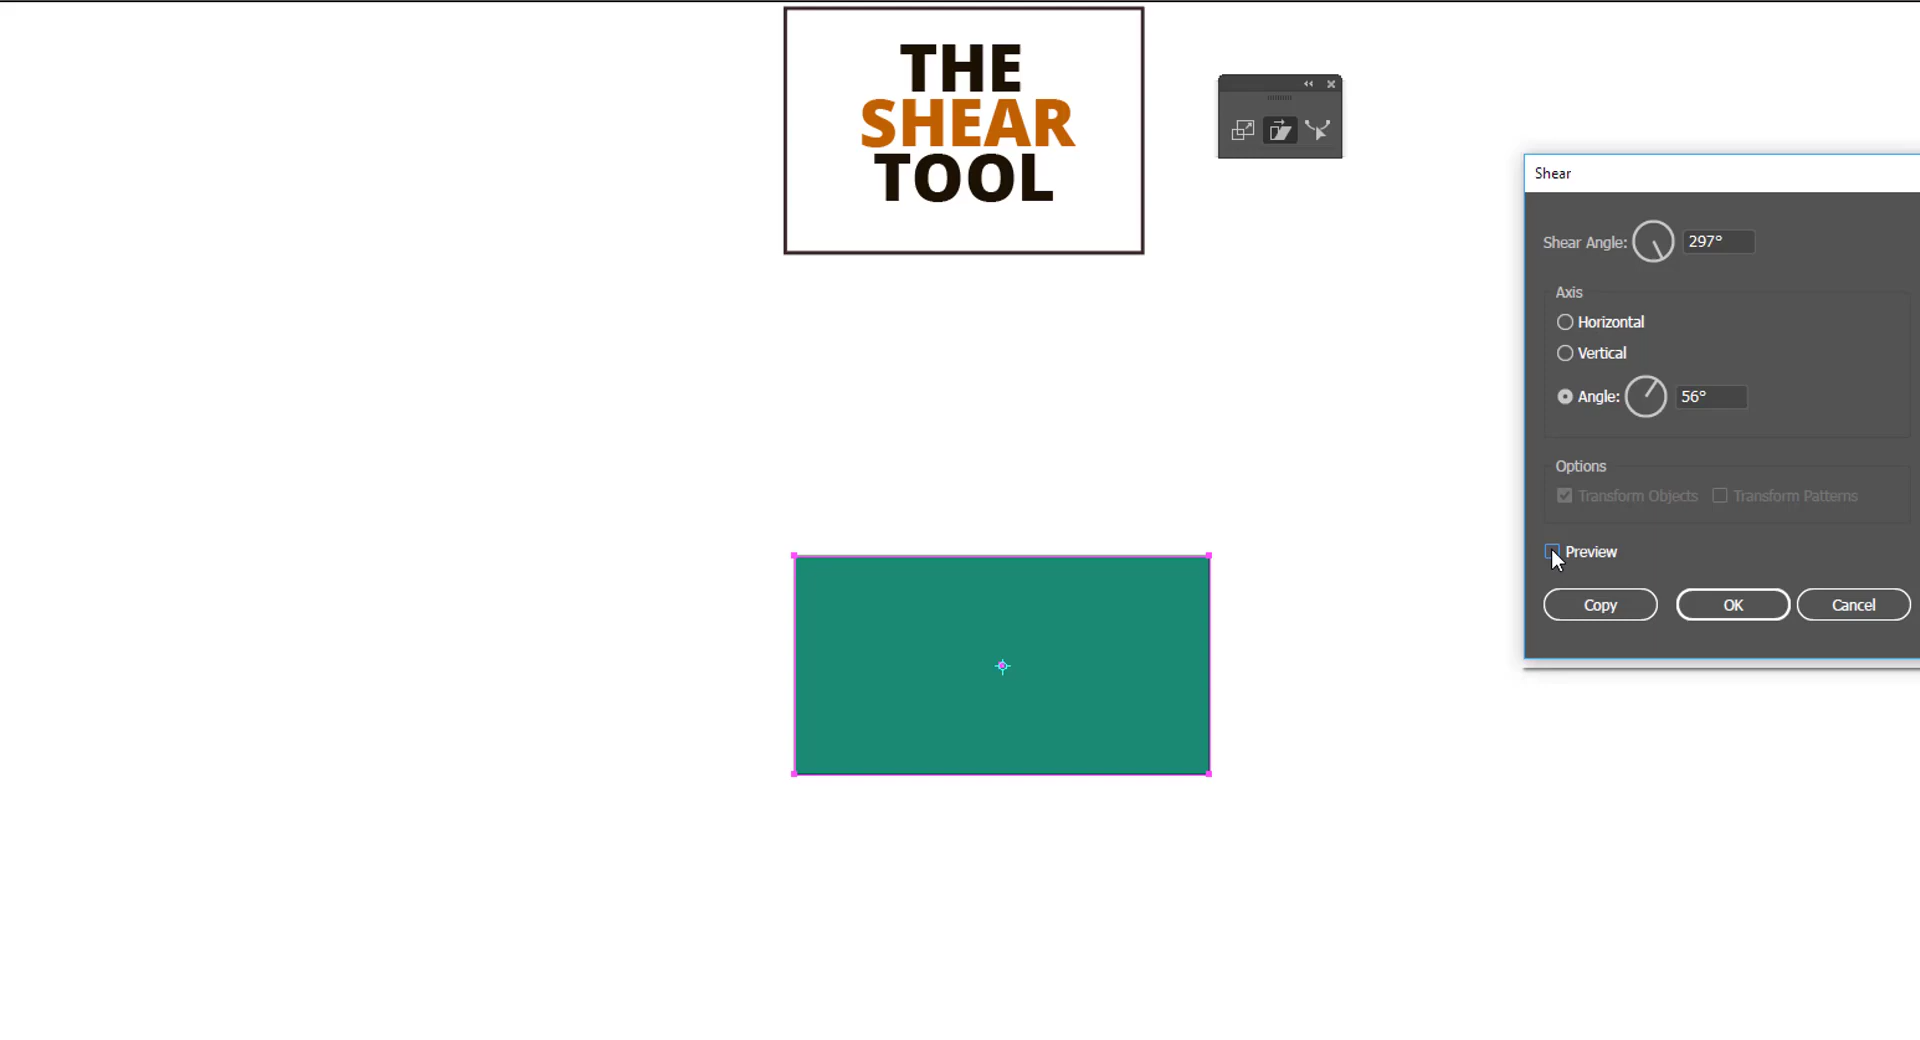 THE
SHEAR
TOOL
Shear
Shear Angle: 297°
Axis
Horizontal
Vertical
Angle: 56°
Options
Transform Objects Transform Patterns
Preview
Copy OK Cancel